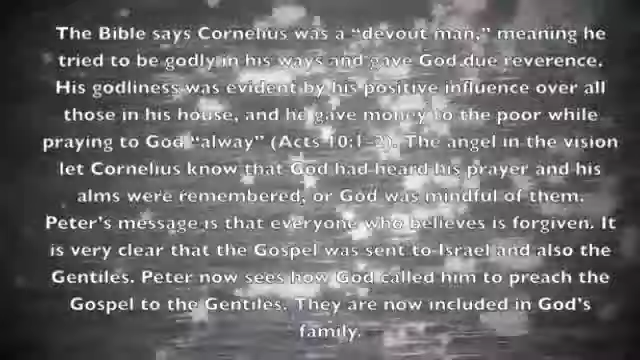 The Bible says Cornelius was a “devout man,” meaning he
tried to be godly in his ways and gave God due reverence.
His godliness was evident by his positive influence over all
those in his house, and he gave money to the poor while
praying to God “alway” (Acts 10:1-2). The angel in the vision
let Cornelius know that God had heard his prayer and his
alms were remembered, or God was mindful of them.
Peter’s message is that everyone who believes is forgiven. It
is very clear that the Gospel was sent to Israel and also the
Gentiles. Peter now sees how God called him to preach the
Gospel to the Gentiles. They are now included in God’s
family.